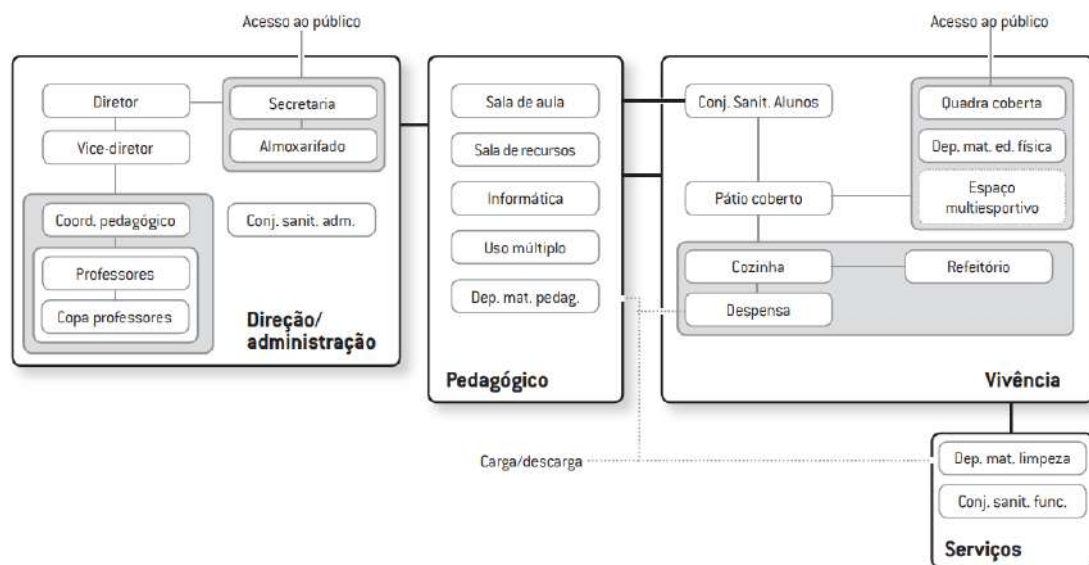 Acesso ao público
Diretor
Secretaria
Vice-diretor
Almoxarifado
Coord. pedagógico
Conj. sanit. adm.
Professores
Copa professores
Direção/
administração
Sala de aula
Sala de recursos
Informática
Uso múltiplo
Dep. mat. pedag.
Pedagógico
Acesso ao público
Conj. Sanit. Alunos
Quadra coberta
Dep. mat. ed. física
Pátio coberto
Espaço
multiesportivo
Cozinha
Refeitório
Despensa
Vivência
Carga/descarga
Dep. mat. limpeza
Conj. sanit. func.
Serviços